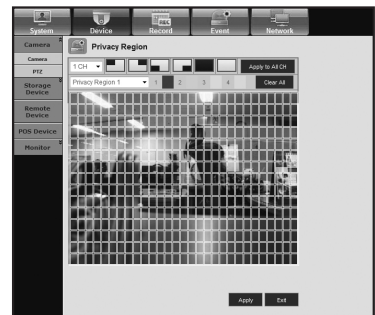 System Device Record Event Network
Camera
Camera
PTZ
Storage
Device
Remote
Device
POS Device
Monitor
Privacy Region
1 CH Apply to All CH
Privacy Region 1 1 2 3 4 Clear All
Apply Exit